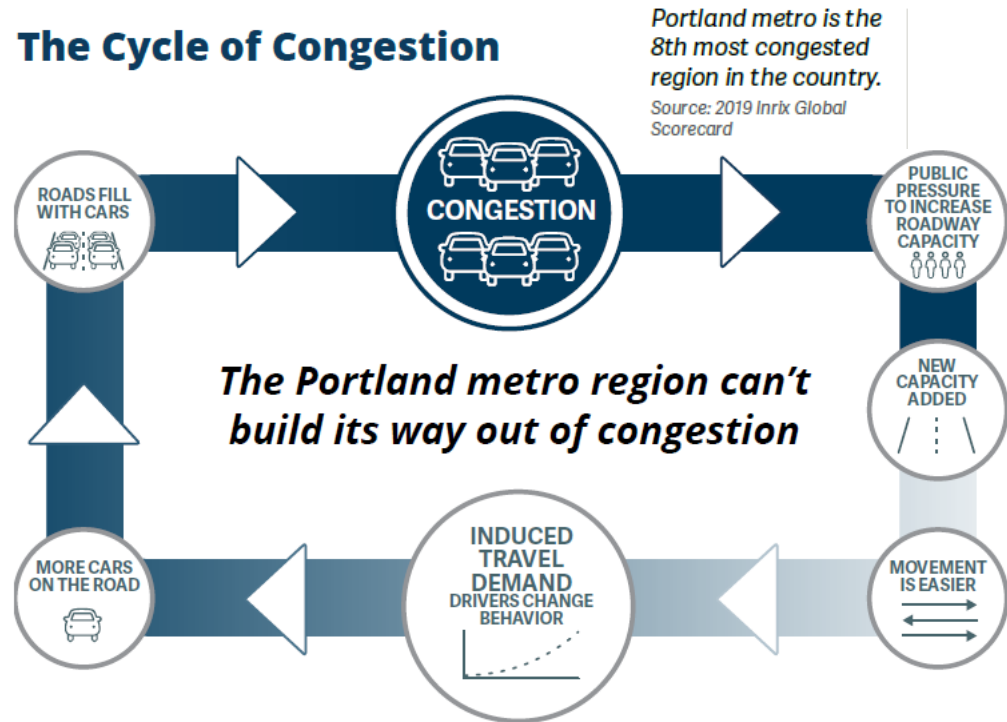 The Cycle of Congestion
Portland metro is the
8th most congested
region in the country.
Source: 2019 Inrix Global
Scorecard
ROADS FILL
WITH CARS
CONGESTION
PUBLIC
PRESSURE
TO INCREASE
ROADWAY
CAPACITY
The Portland metro region can’t
build its way out of congestion
NEW
CAPACITY
ADDED
MORE CARS
ON THE ROAD
INDUCED
TRAVEL
DEMAND
DRIVERS CHANGE
BEHAVIOR
MOVEMENT
IS EASIER